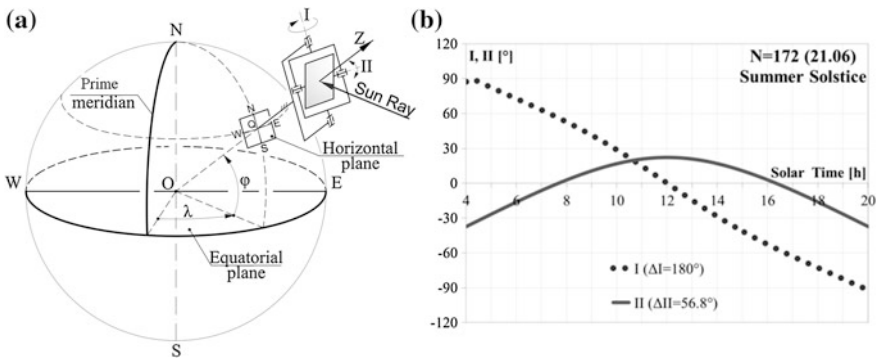 (a)
N
I
Z
II
Sun Ray
Prime
meridian
N
O
W
E
S
Horizontal
plane
W
O
E
φ
λ
Equatorial
plane
S
(b)
120
I, II [°]
N=172 (21.06)
Summer Solstice
90
60
30
Solar Time [h]
0
4
6
8
10
12
14
16
18
20
-30
-60
I (ΔI=180°)
-90
II (ΔII=56.8°)
-120